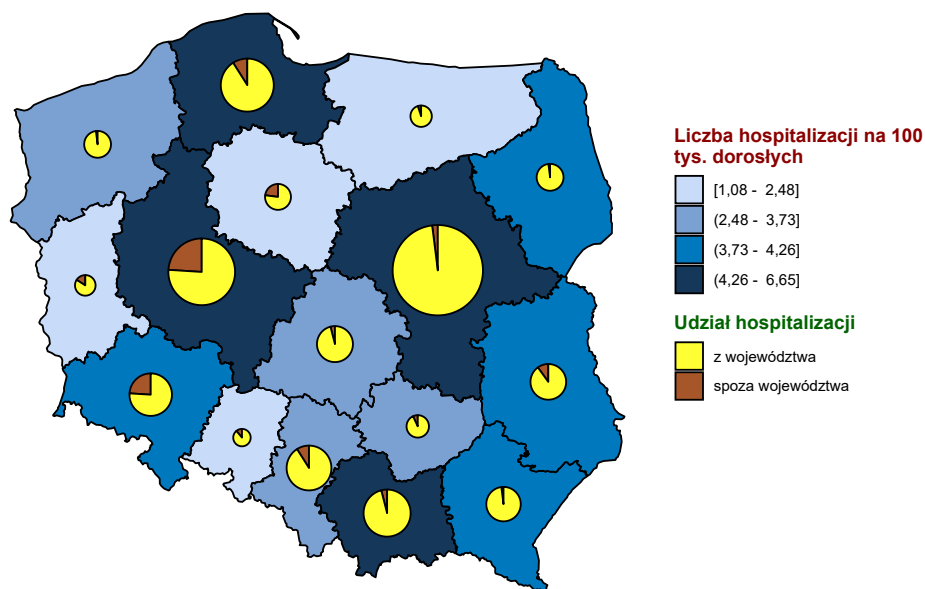 Liczba hospitalizacji na 100
tys. dorosłych
[1,08 - 2,48]
(2,48 - 3,73]
(3,73 - 4,26]
(4,26 - 6,65]
Udział hospitalizacji
z województwa
spoza województwa